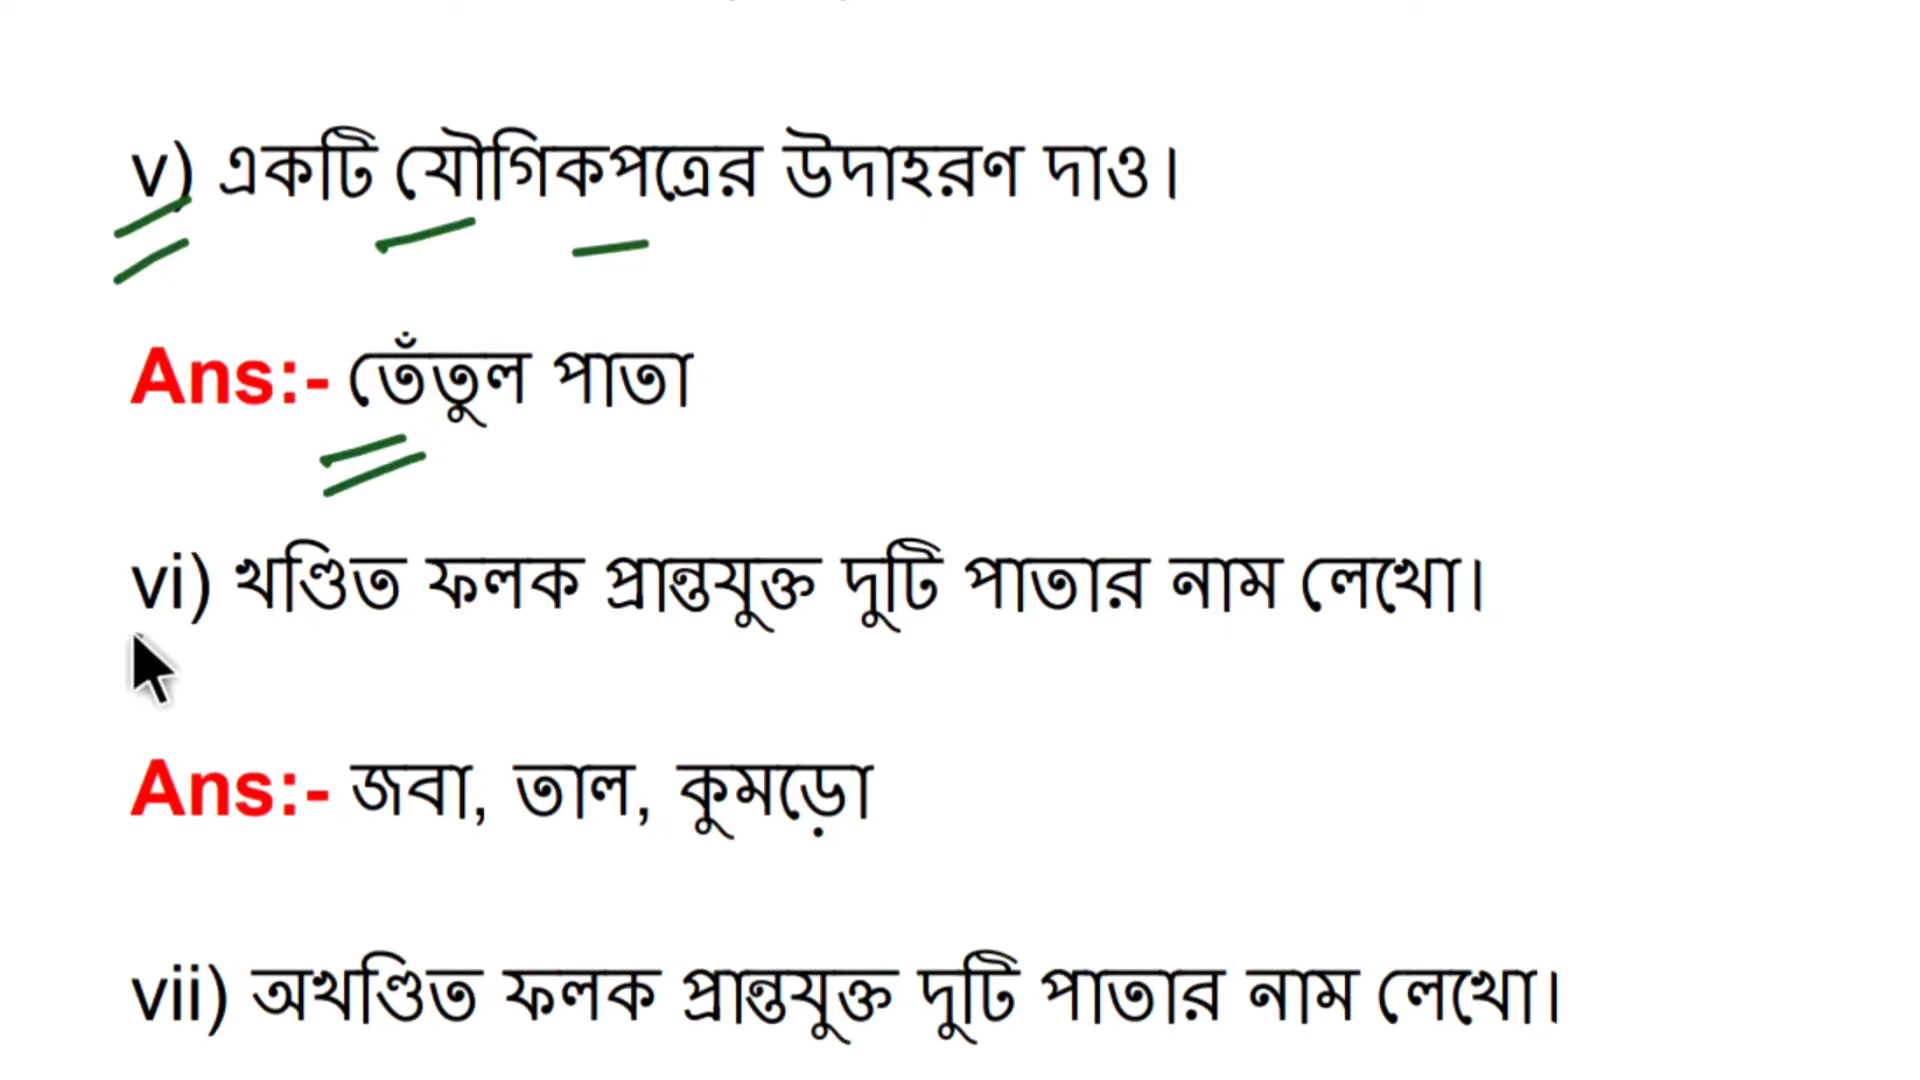 v) একটি যৌগিকপত্রের উদাহরণ দাও।
Ans:- তেঁতুল পাতা
vi) খণ্ডিত ফলক প্রান্তযুক্ত দুটি পাতার নাম লেখো।
Ans:- জবা, তাল, কুমড়ো
vii) অখণ্ডিত ফলক প্রান্তযুক্ত দুটি পাতার নাম লেখো।